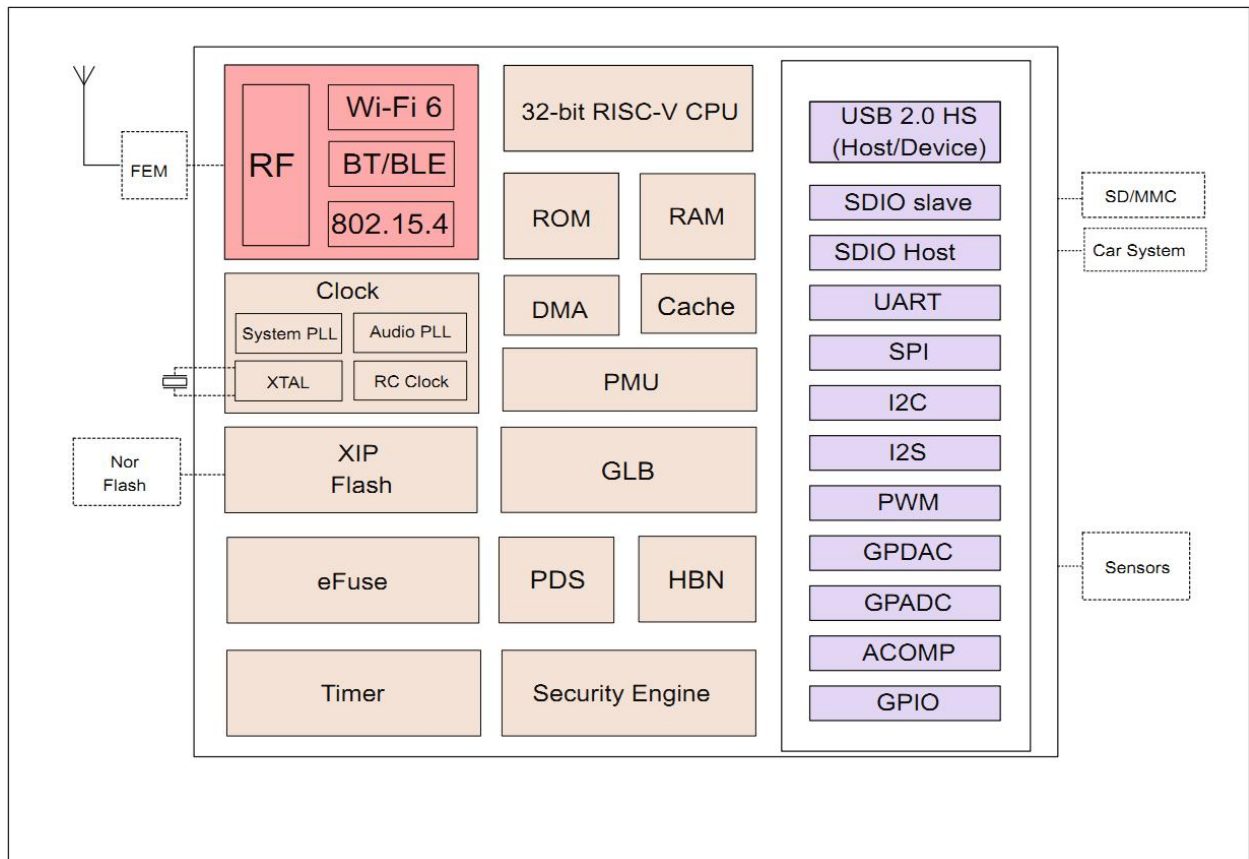 FEM
RF
Wi-Fi 6
BT/BLE
802.15.4
Clock
System PLL
Audio PLL
XTAL
RC Clock
Nor
Flash
XIP
Flash
eFuse
Timer
32-bit RISC-V CPU
ROM
RAM
DMA
Cache
PMU
GLB
PDS
HBN
Security Engine
USB 2.0 HS
(Host/Device)
SDIO slave
SDIO Host
UART
SPI
I2C
I2S
PWM
GPDAC
GPADC
ACOMP
GPIO
SD/MMC
Car System
Sensors